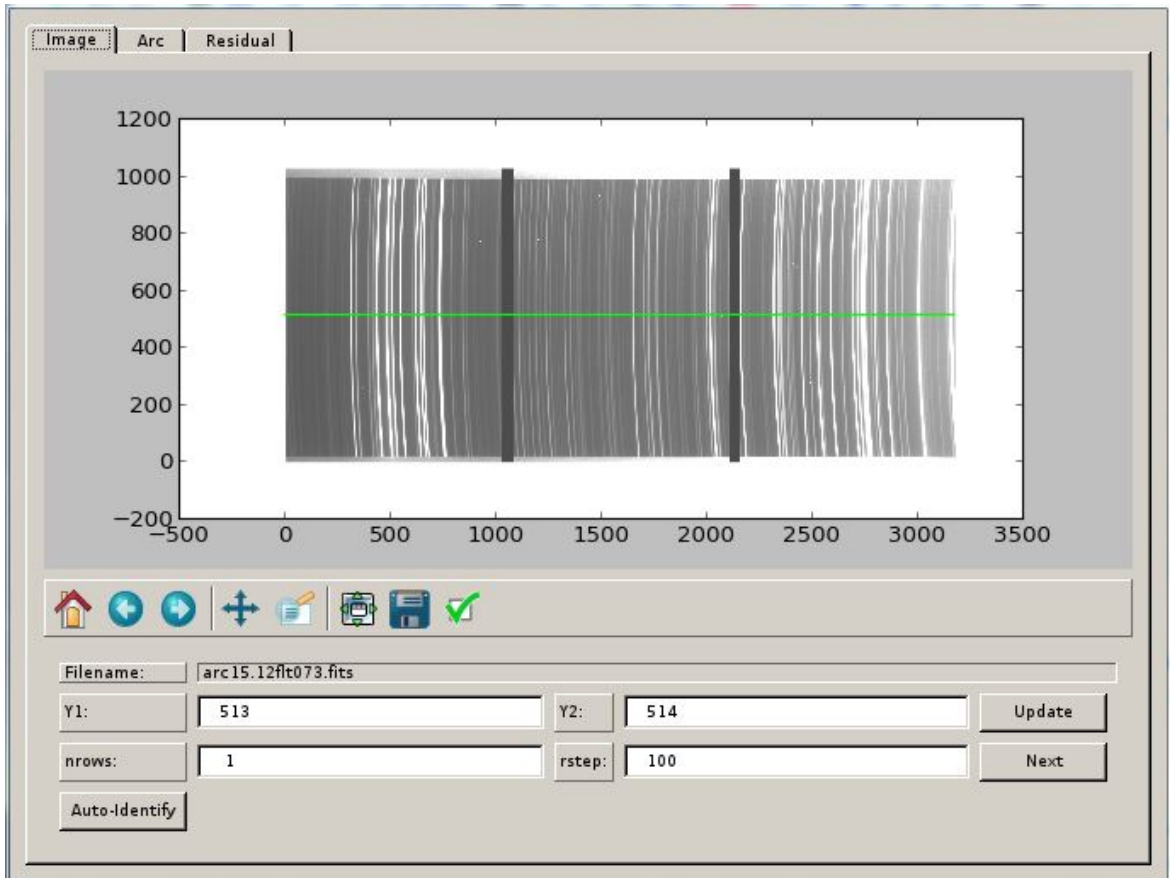 Image Arc Residual
1200
1000
800
600
400
200
0
−200
−500 0 500 1000 1500 2000 2500 3000 3500
Filename: arc15.12flt073.fits
Y1: 513 Y2: 514 Update
nrows: 1 rstep: 100 Next
Auto-Identify